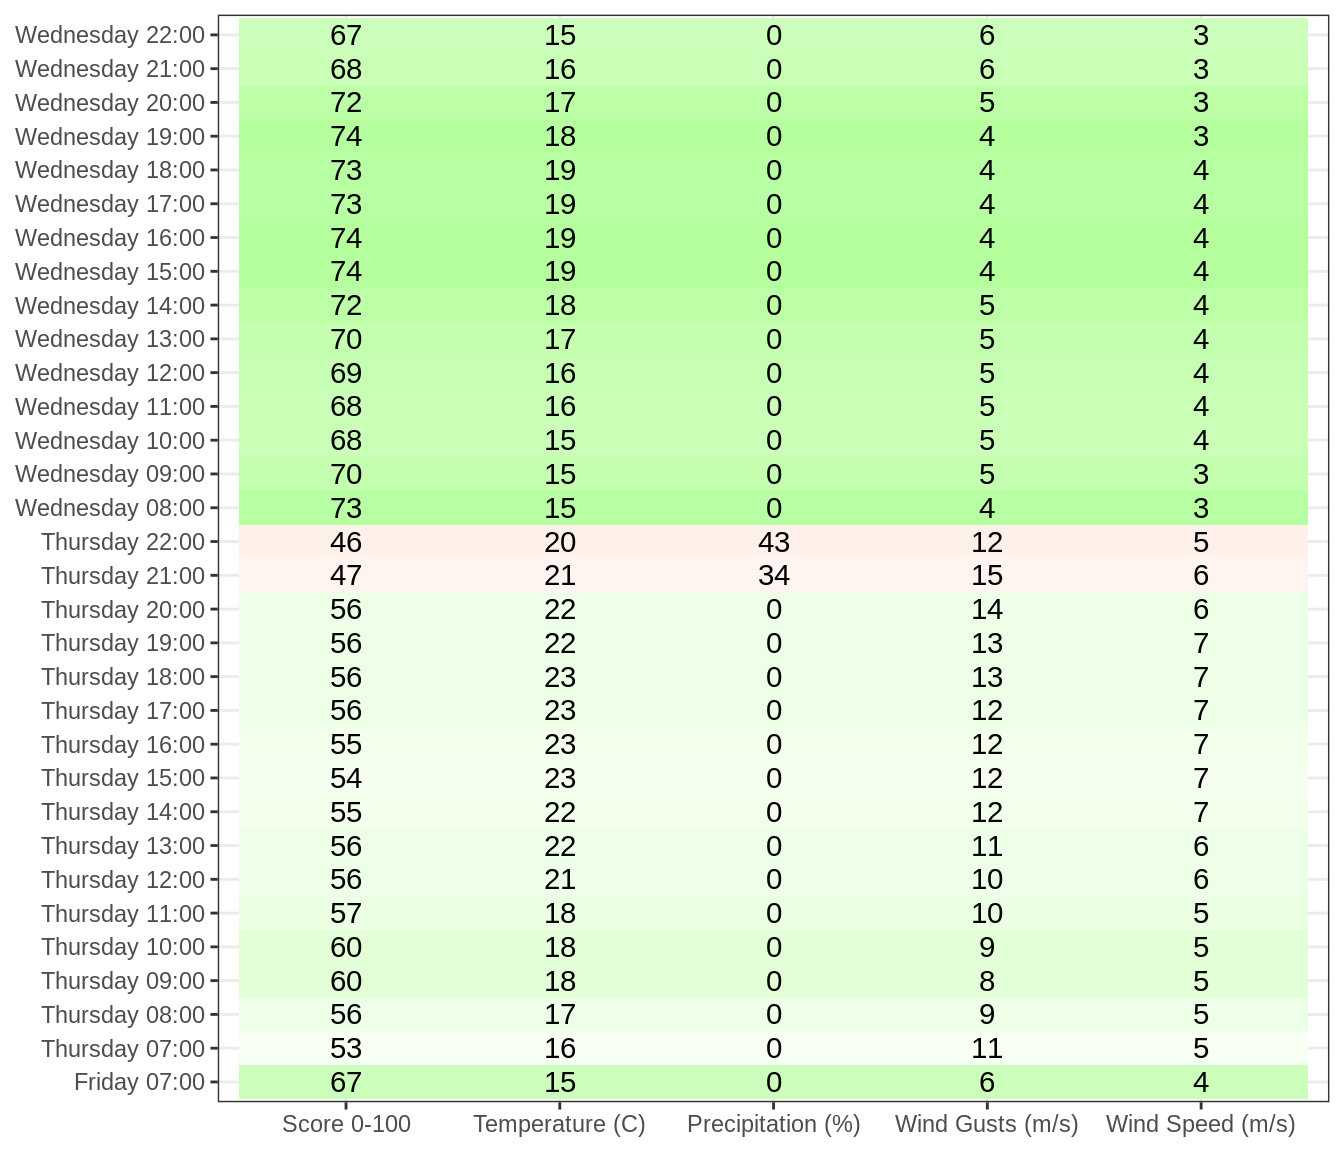 Wednesday 22:00 67 15 0 6 3
Wednesday 21:00 68 16 0 6 3
Wednesday 20:00 72 17 0 5 3
Wednesday 19:00 74 18 0 4 3
Wednesday 18:00 73 19 0 4 4
Wednesday 17:00 73 19 0 4 4
Wednesday 16:00 74 19 0 4 4
Wednesday 15:00 74 19 0 4 4
Wednesday 14:00 72 18 0 5 4
Wednesday 13:00 70 17 0 5 4
Wednesday 12:00 69 16 0 5 4
Wednesday 11:00 68 16 0 5 4
Wednesday 10:00 68 15 0 5 4
Wednesday 09:00 70 15 0 5 3
Wednesday 08:00 73 15 0 4 3
Thursday 22:00 46 20 43 12 5
Thursday 21:00 47 21 34 15 6
Thursday 20:00 56 22 0 14 6
Thursday 19:00 56 22 0 13 7
Thursday 18:00 56 23 0 13 7
Thursday 17:00 56 23 0 12 7
Thursday 16:00 55 23 0 12 7
Thursday 15:00 54 23 0 12 7
Thursday 14:00 55 22 0 12 7
Thursday 13:00 56 22 0 11 6
Thursday 12:00 56 21 0 10 6
Thursday 11:00 57 18 0 10 5
Thursday 10:00 60 18 0 9 5
Thursday 09:00 60 18 0 8 5
Thursday 08:00 56 17 0 9 5
Thursday 07:00 53 16 0 11 5
Friday 07:00 67 15 0 6 4
Score 0-100 Temperature (C) Precipitation (%) Wind Gusts (m/s) Wind Speed (m/s)